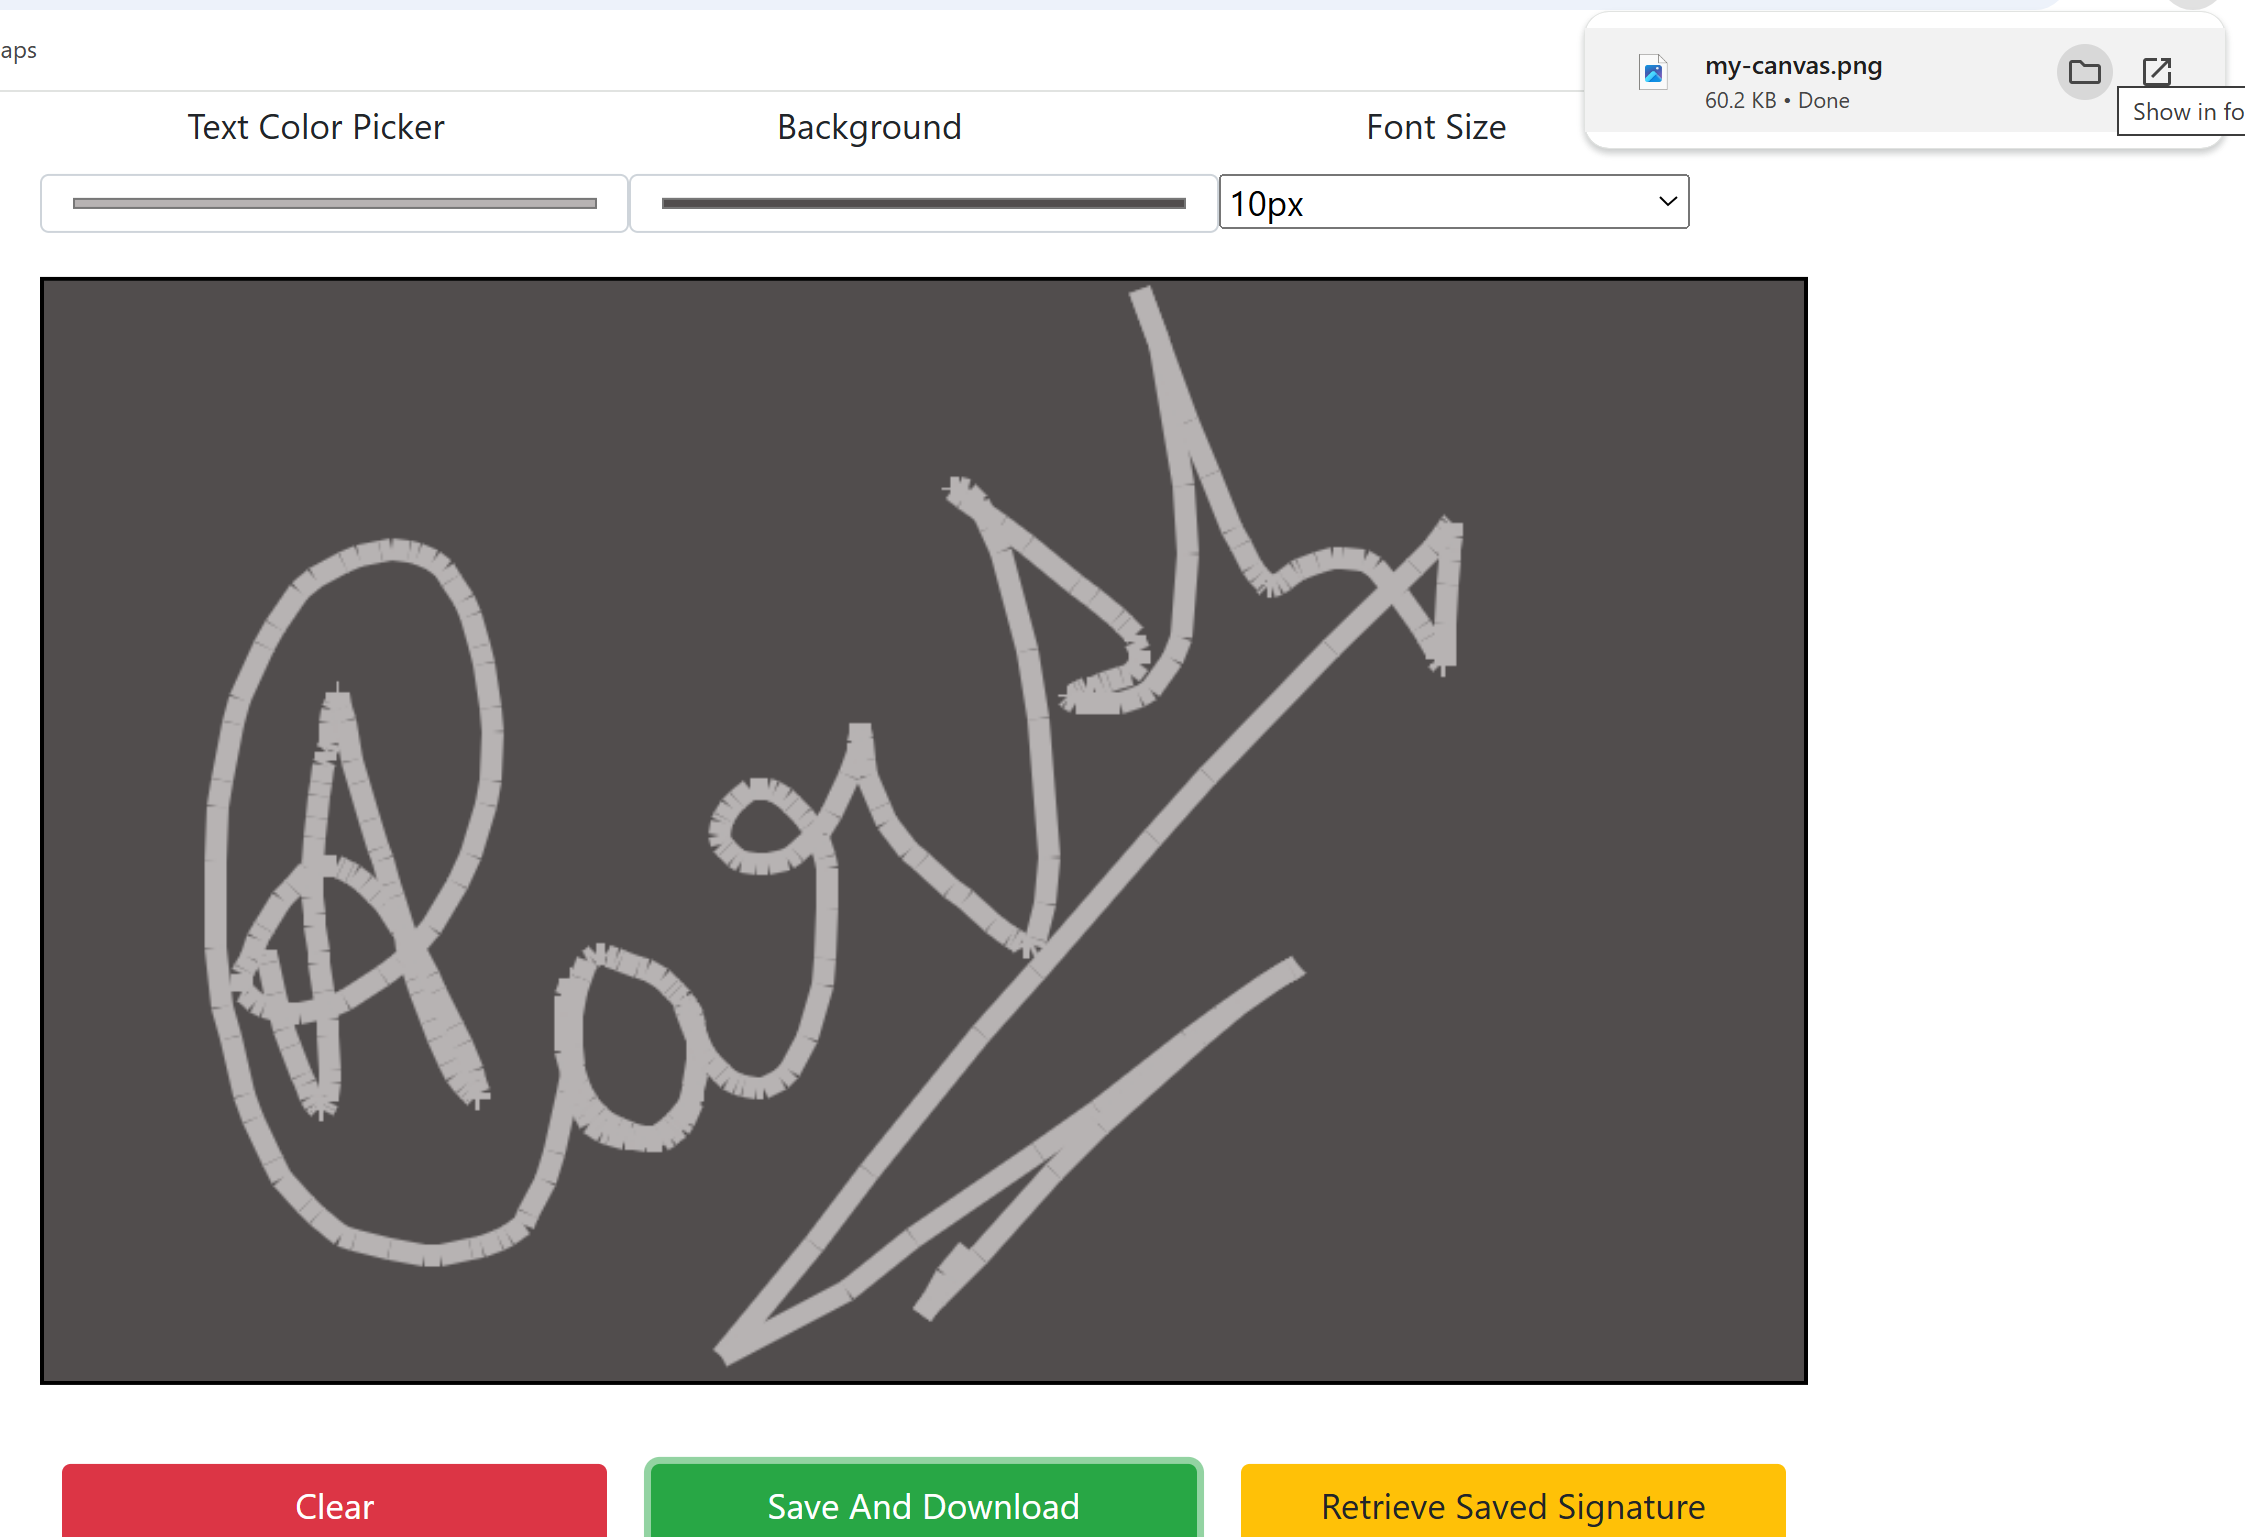 aps
my-canvas.png
60.2 KB • Done
Show in fo
Text Color Picker
Background
Font Size
10px
Clear
Save And Download
Retrieve Saved Signature